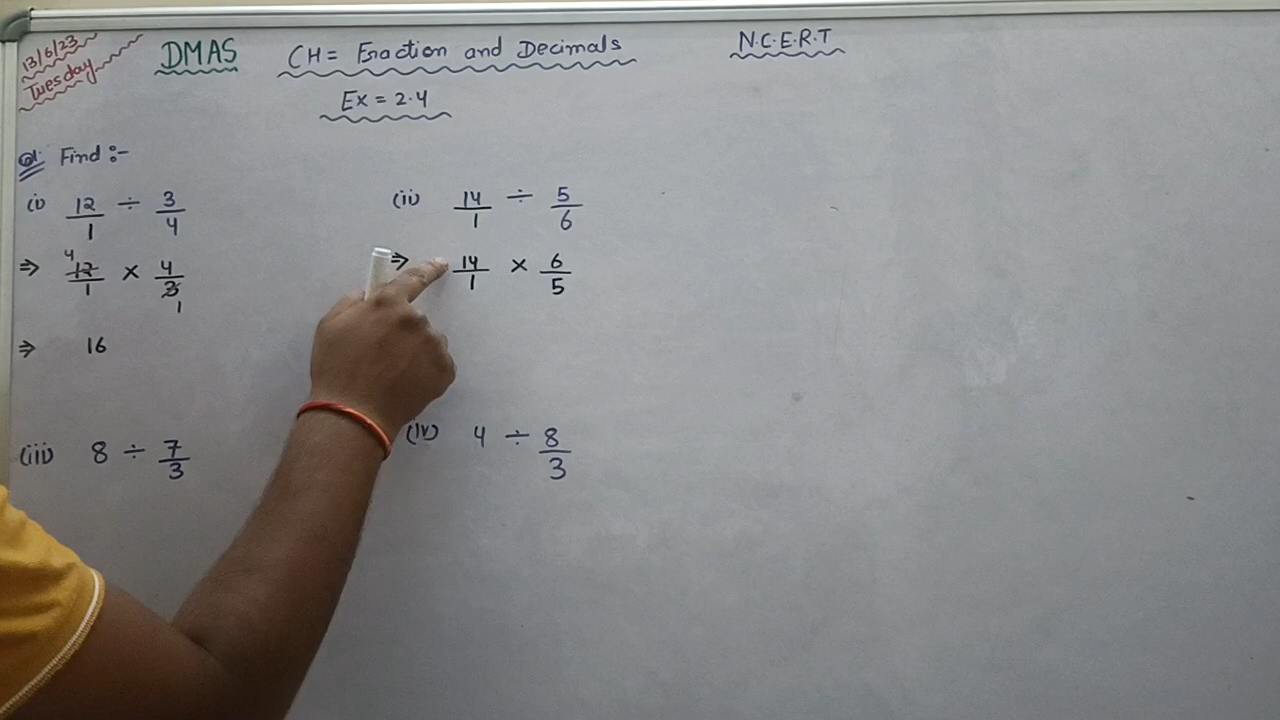 13/6/23
Tuesday
DMAS
CH = Fraction and Decimals
N.C.E.R.T
Ex = 2.4
Q1. Find :-
(i) 12/1 ÷ 3/4
⇒ 4 12/1 × 4/3 1
⇒ 16
(ii) 14/1 ÷ 5/6
⇒ 14/1 × 6/5
(iii) 8 ÷ 7/3
(iv) 4 ÷ 8/3